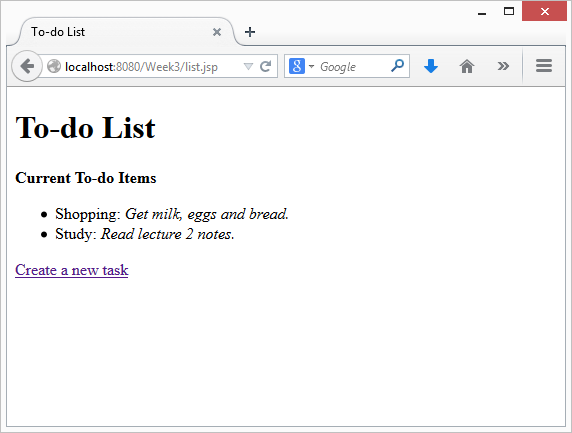 To-do List
localhost:8080/Week3/list.jsp
8 Google
To-do List
Current To-do Items
Shopping: Get milk, eggs and bread.
Study: Read lecture 2 notes.
Create a new task